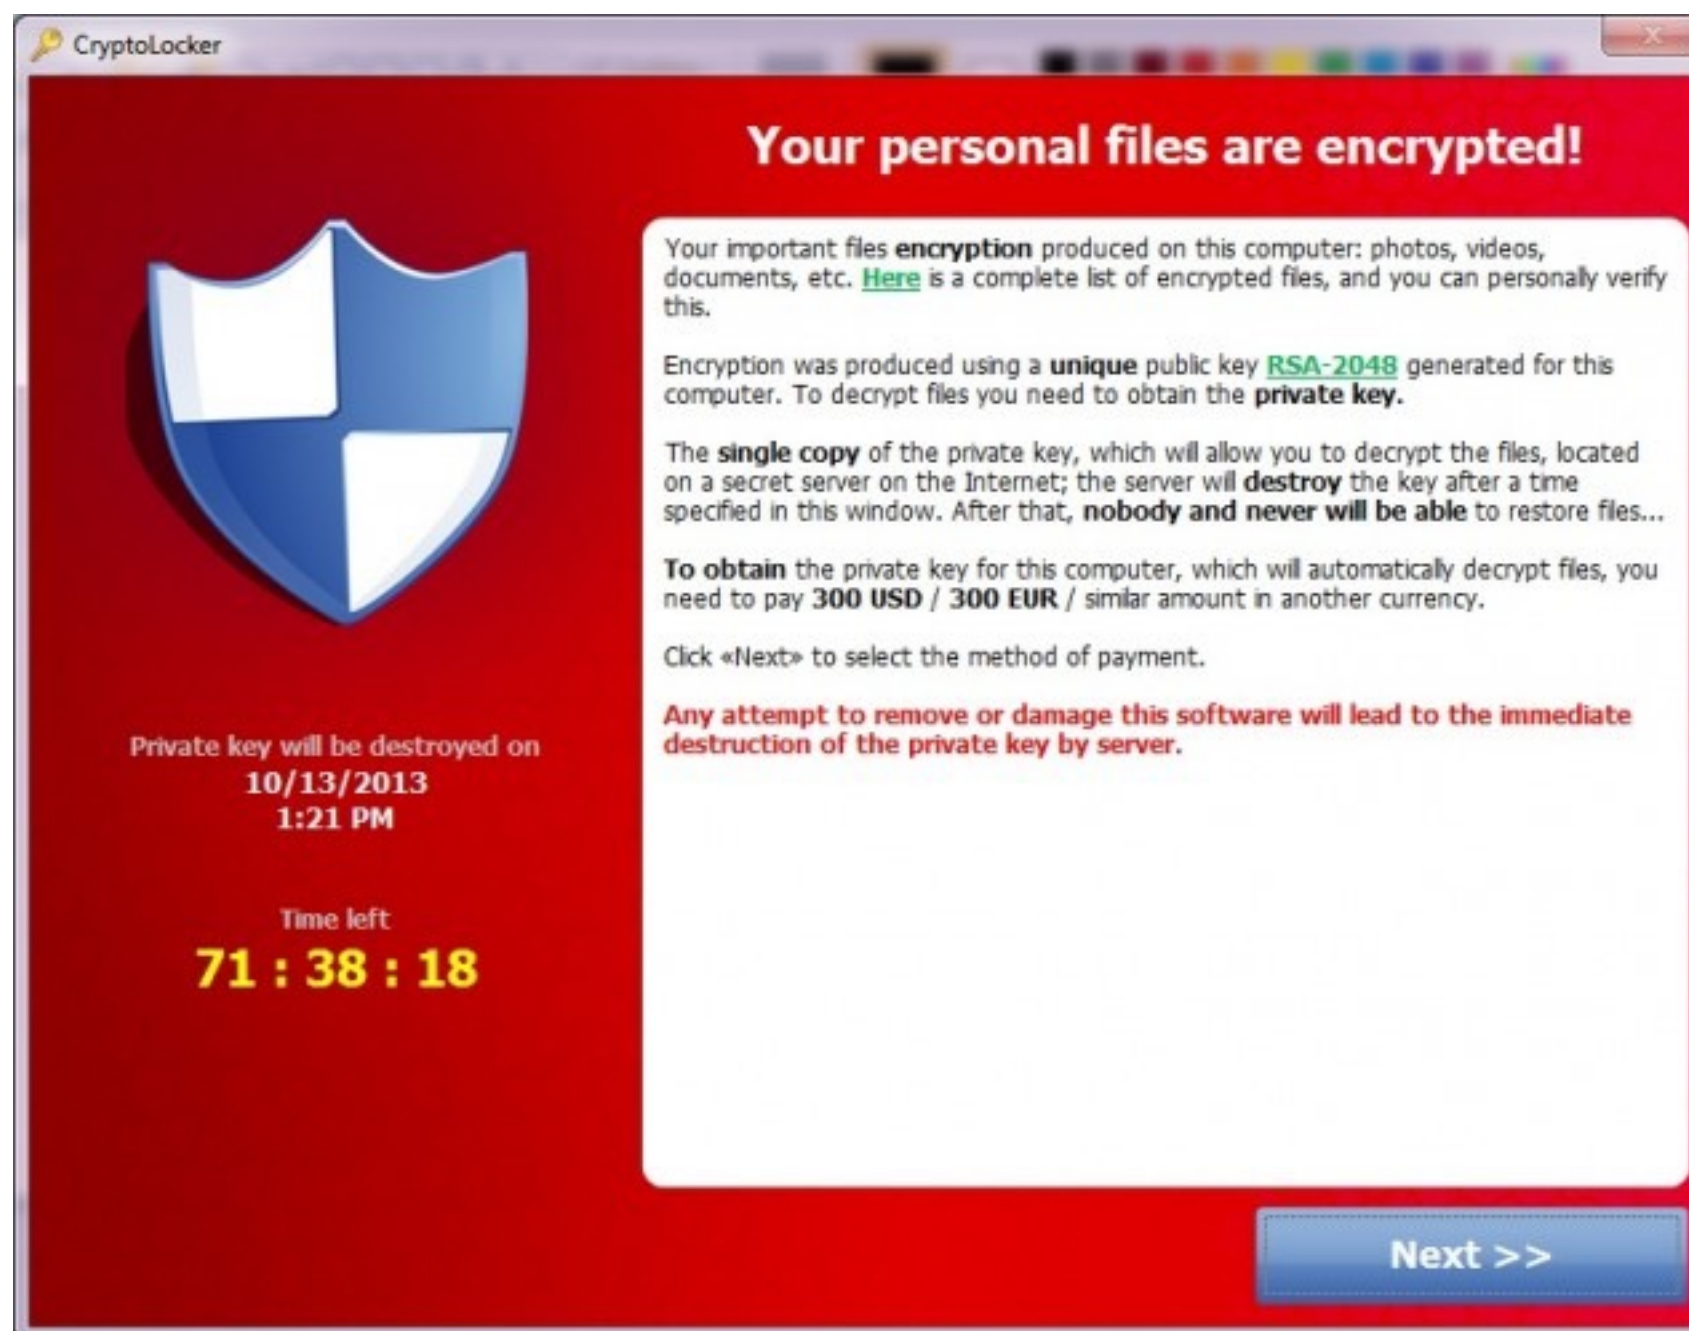 CryptoLocker
Your personal files are encrypted!
Your important files encryption produced on this computer: photos, videos,
documents, etc. Here is a complete list of encrypted files, and you can personally verify
this.
Encryption was produced using a unique public key RSA-2048 generated for this
computer. To decrypt files you need to obtain the private key.
The single copy of the private key, which will allow you to decrypt the files, located
on a secret server on the Internet; the server will destroy the key after a time
specified in this window. After that, nobody and never will be able to restore files...
To obtain the private key for this computer, which will automatically decrypt files, you
need to pay 300 USD / 300 EUR / similar amount in another currency.
Click «Next» to select the method of payment.
Any attempt to remove or damage this software will lead to the immediate
destruction of the private key by server.
Private key will be destroyed on
10/13/2013
1:21 PM
Time left
71 : 38 : 18
Next >>